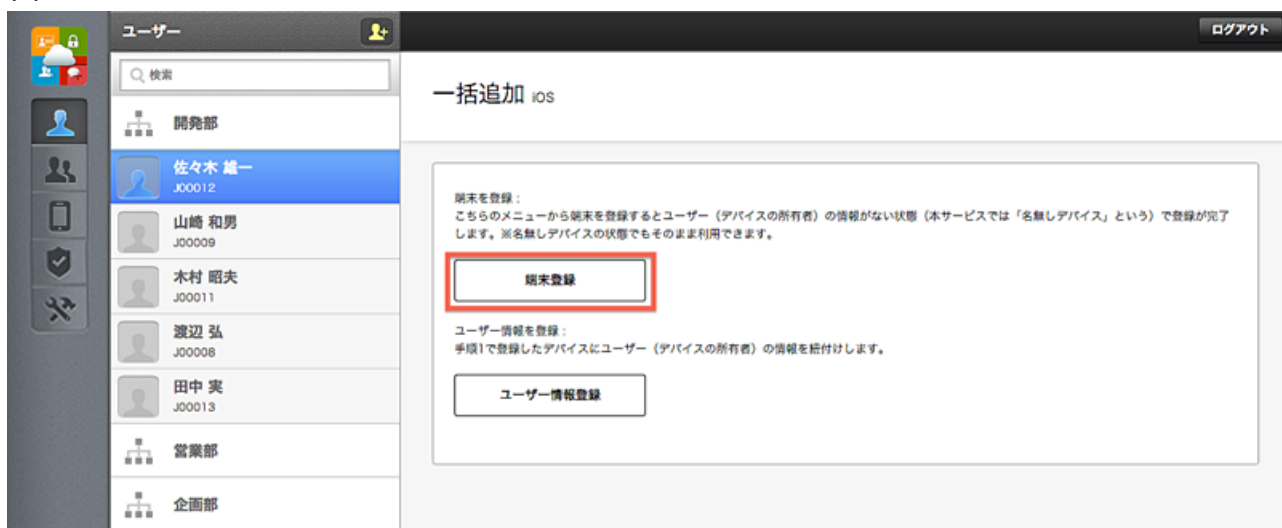 ユーザー
ログアウト
検索
一括追加 iOS
開発部
佐々木 雄一
J00012
山崎 和男
J00009
木村 昭夫
J00011
渡辺 弘
J00008
田中 実
J00013
営業部
企画部
端末を登録：
こちらのメニューから端末を登録するとユーザー（デバイスの所有者）の情報がない状態（本サービスでは「名無しデバイス」という）で登録が完了
します。※名無しデバイスの状態でもそのまま利用できます。
端末登録
ユーザー情報を登録：
手順1で登録したデバイスにユーザー（デバイスの所有者）の情報を紐付けします。
ユーザー情報登録